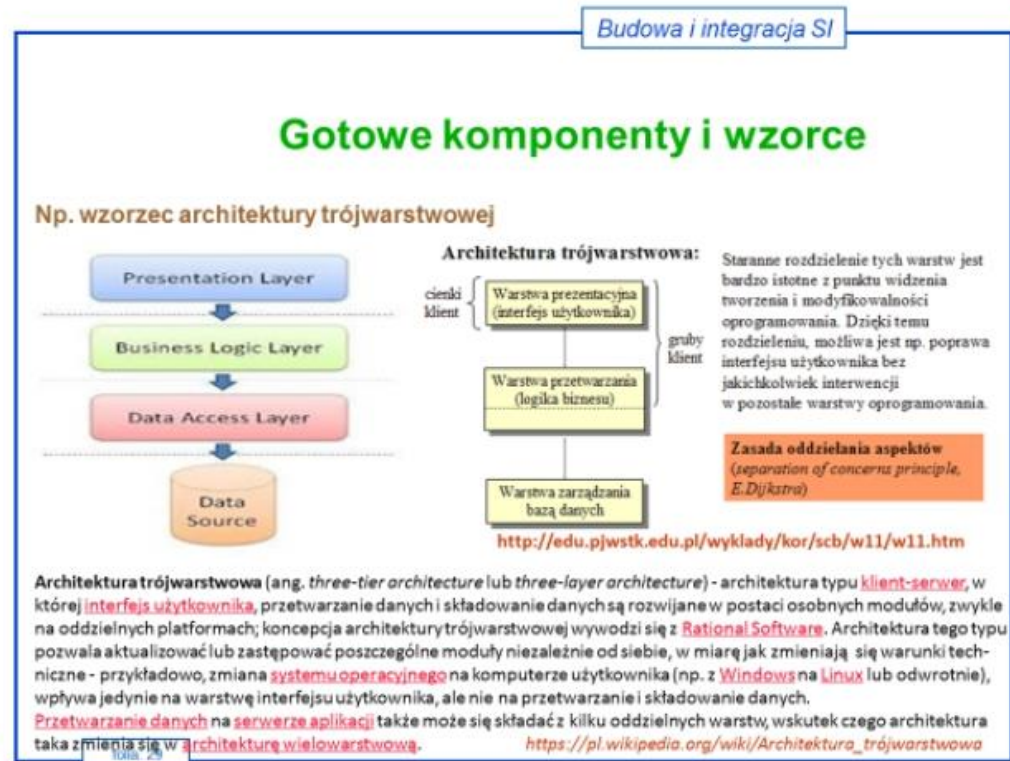 Budowa i integracja SI
Gotowe komponenty i wzorce
Np. wzorzec architektury trójwarstwowej
Presentation Layer
Business Logic Layer
Data Access Layer
Data
Source
Architektura trójwarstwowa:
cienki
klient
Warstwa prezentacyjna
(interfejs użytkownika)
gruby
klient
Warstwa przetwarzania
(logika biznesu)
Warstwa zarządzania
bazą danych
Staranne rozdzielenie tych warstw jest
bardzo istotne z punktu widzenia
tworzenia i modyfikowalności
oprogramowania. Dzięki temu
rozdzieleniu, możliwa jest np. poprawa
interfejsu użytkownika bez
jakichkolwiek interwencji
w pozostałe warstwy oprogramowania.
Zasada oddzielania aspektów
(separation of concerns principle,
E.Dijkstra)
http://edu.pjwstk.edu.pl/wyklady/kor/scb/w11/w11.htm
Architektura trójwarstwowa (ang. three-tier architecture lub three-layer architecture) - architektura typu klient-serwer, w
której interfejs użytkownika, przetwarzanie danych i składowanie danych są rozwijane w postaci osobnych modułów, zwykle
na oddzielnych platformach; koncepcja architektury trójwarstwowej wywodzi się z Rational Software. Architektura tego typu
pozwala aktualizować lub zastępować poszczególne moduły niezależnie od siebie, w miarę jak zmieniają się warunki tech-
niczne - przykładowo, zmiana systemu operacyjnego na komputerze użytkownika (np. z Windows na Linux lub odwrotnie),
wpływa jedynie na warstwę interfejsu użytkownika, ale nie na przetwarzanie i składowanie danych.
Przetwarzanie danych na serwerze aplikacji także może się składać z kilku oddzielnych warstw, wskutek czego architektura
taka zmienia się w architekturę wielowarstwową.
https://pl.wikipedia.org/wiki/Architektura_trójwarstwowa
folia: 29